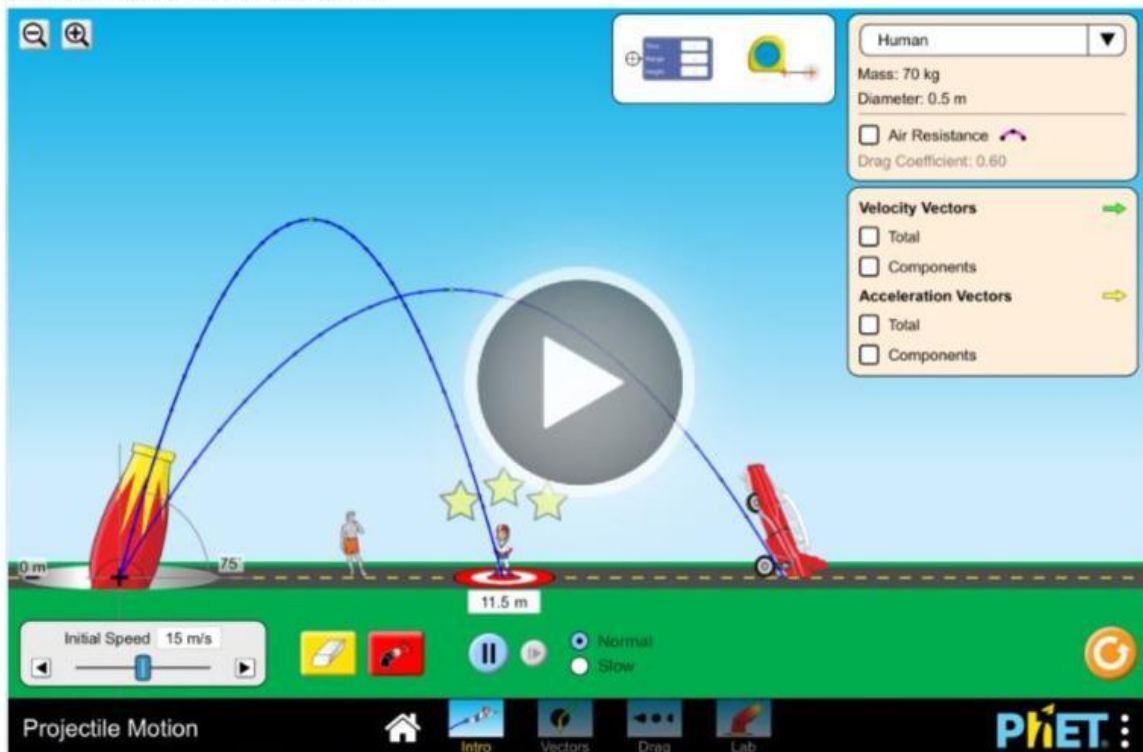 Human
Mass: 70 kg
Diameter: 0.5 m
Air Resistance
Drag Coefficient: 0.60
Velocity Vectors
Total
Components
Acceleration Vectors
Total
Components
0 m
75°
11.5 m
Initial Speed 15 m/s
Normal
Slow
Projectile Motion
Intro
Vectors
Drag
Lab
PhET